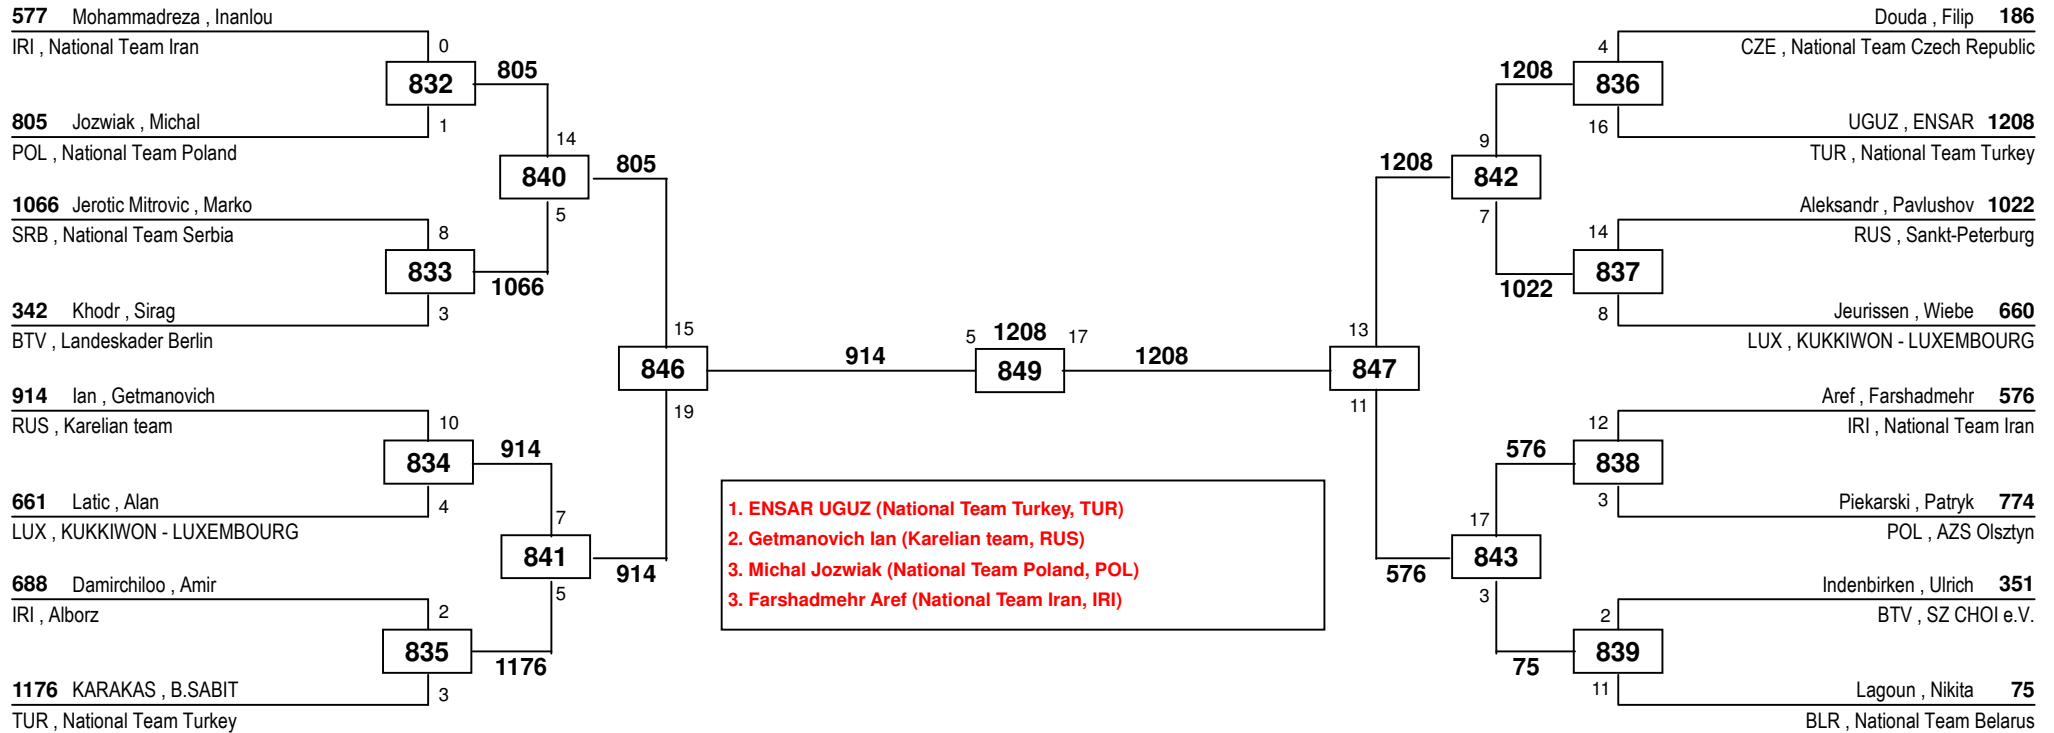 577 Mohammadreza , Inanlou
IRI , National Team Iran
0
832
805
1
805 Jozwiak , Michal
POL , National Team Poland
14
840
805
5
1066 Jerotic Mitrovic , Marko
SRB , National Team Serbia
8
833
1066
3
342 Khodr , Sirag
BTV , Landeskader Berlin
15
846
914
19
914 Ian , Getmanovich
RUS , Karelian team
10
834
914
4
661 Latic , Alan
LUX , KUKKIWON - LUXEMBOURG
7
841
914
5
688 Damirchiloo , Amir
IRI , Alborz
2
835
1176
3
1176 KARAKAS , B.SABIT
TUR , National Team Turkey
5 1208 17
849
1208
1. ENSAR UGUZ (National Team Turkey, TUR)
2. Getmanovich Ian (Karelian team, RUS)
3. Michal Jozwiak (National Team Poland, POL)
3. Farshadmehr Aref (National Team Iran, IRI)
Douda , Filip 186
CZE , National Team Czech Republic
4
1208
836
16
UGUZ , ENSAR 1208
TUR , National Team Turkey
9
1208
842
7
Aleksandr , Pavlushov 1022
RUS , Sankt-Peterburg
14
837
1022
8
Jeurissen , Wiebe 660
LUX , KUKKIWON - LUXEMBOURG
13
847
11
Aref , Farshadmehr 576
IRI , National Team Iran
12
576
838
3
Piekarski , Patryk 774
POL , AZS Olsztyn
17
843
576
3
Indenbirken , Ulrich 351
BTV , SZ CHOI e.V.
2
839
75
11
Lagoun , Nikita 75
BLR , National Team Belarus